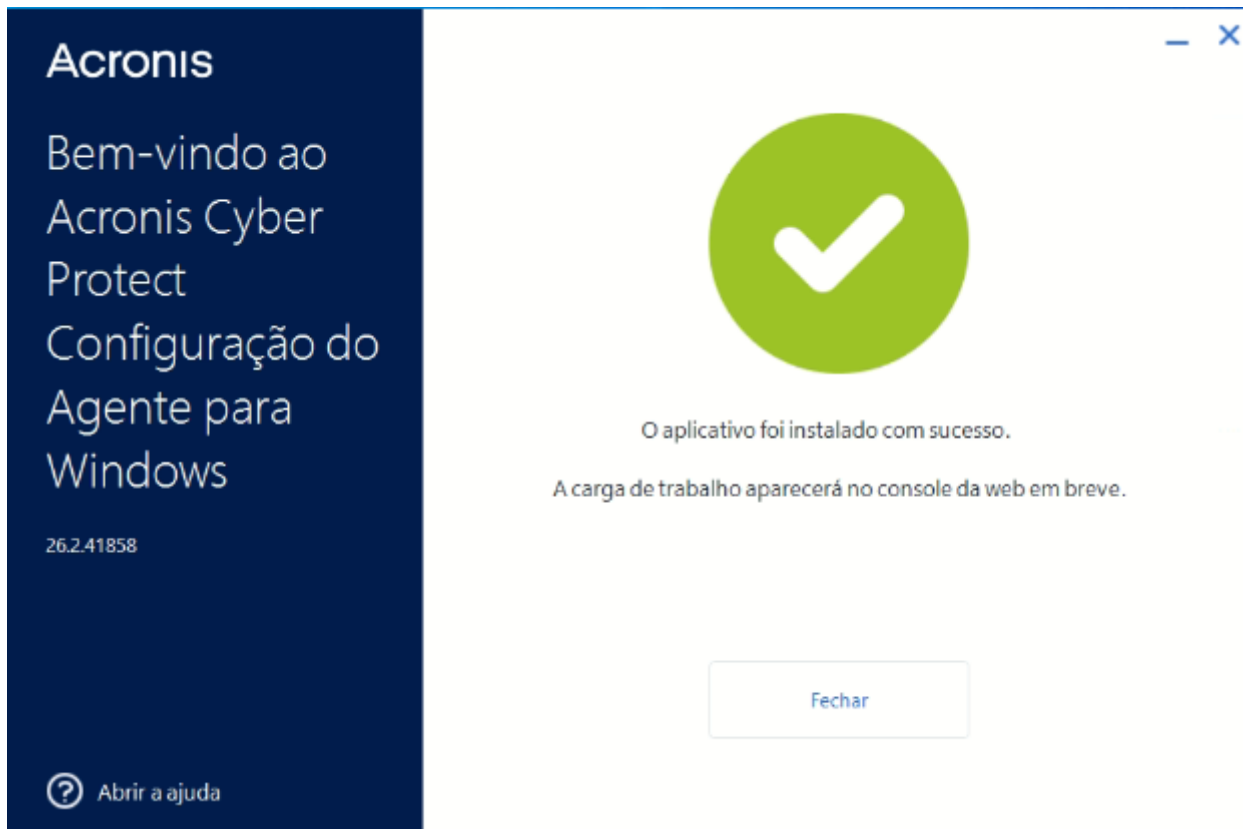 Acronis
Bem-vindo ao
Acronis Cyber
Protect
Configuração do
Agente para
Windows
26.2.41858
Abrir a ajuda
O aplicativo foi instalado com sucesso.
A carga de trabalho aparecerá no console da web em breve.
Fechar